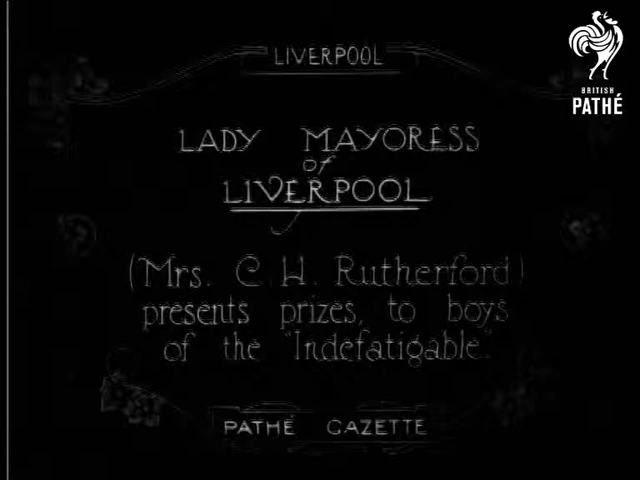 LIVERPOOL
BRITISH
PATHÉ
LADY MAYORESS
of
LIVERPOOL
(Mrs. C. H. Rutherford)
presents prizes, to boys
of the "Indefatigable".
PATHÉ GAZETTE